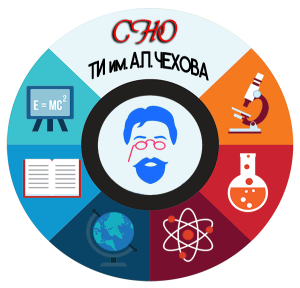 СНО
ТИ им. А.П. ЧЕХОВА
E = MC²